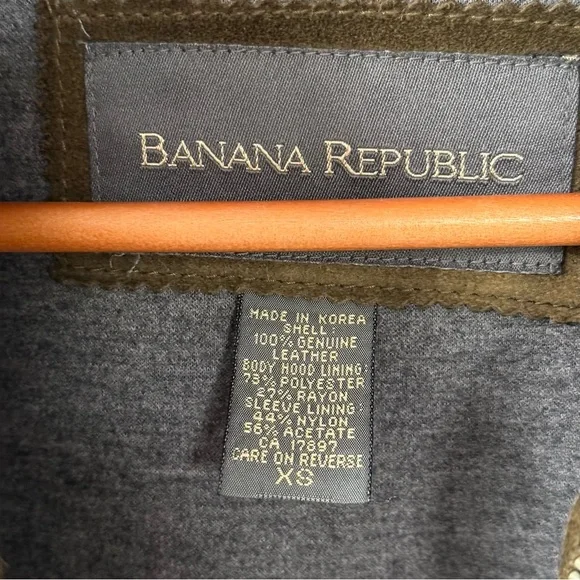 BANANA REPUBLIC
MADE IN KOREA
SHELL:
100% GENUINE
LEATHER
BODY HOOD LINING:
73% POLYESTER
27% RAYON
SLEEVE LINING:
44% NYLON
56% ACETATE
CA 17897
CARE ON REVERSE
XS